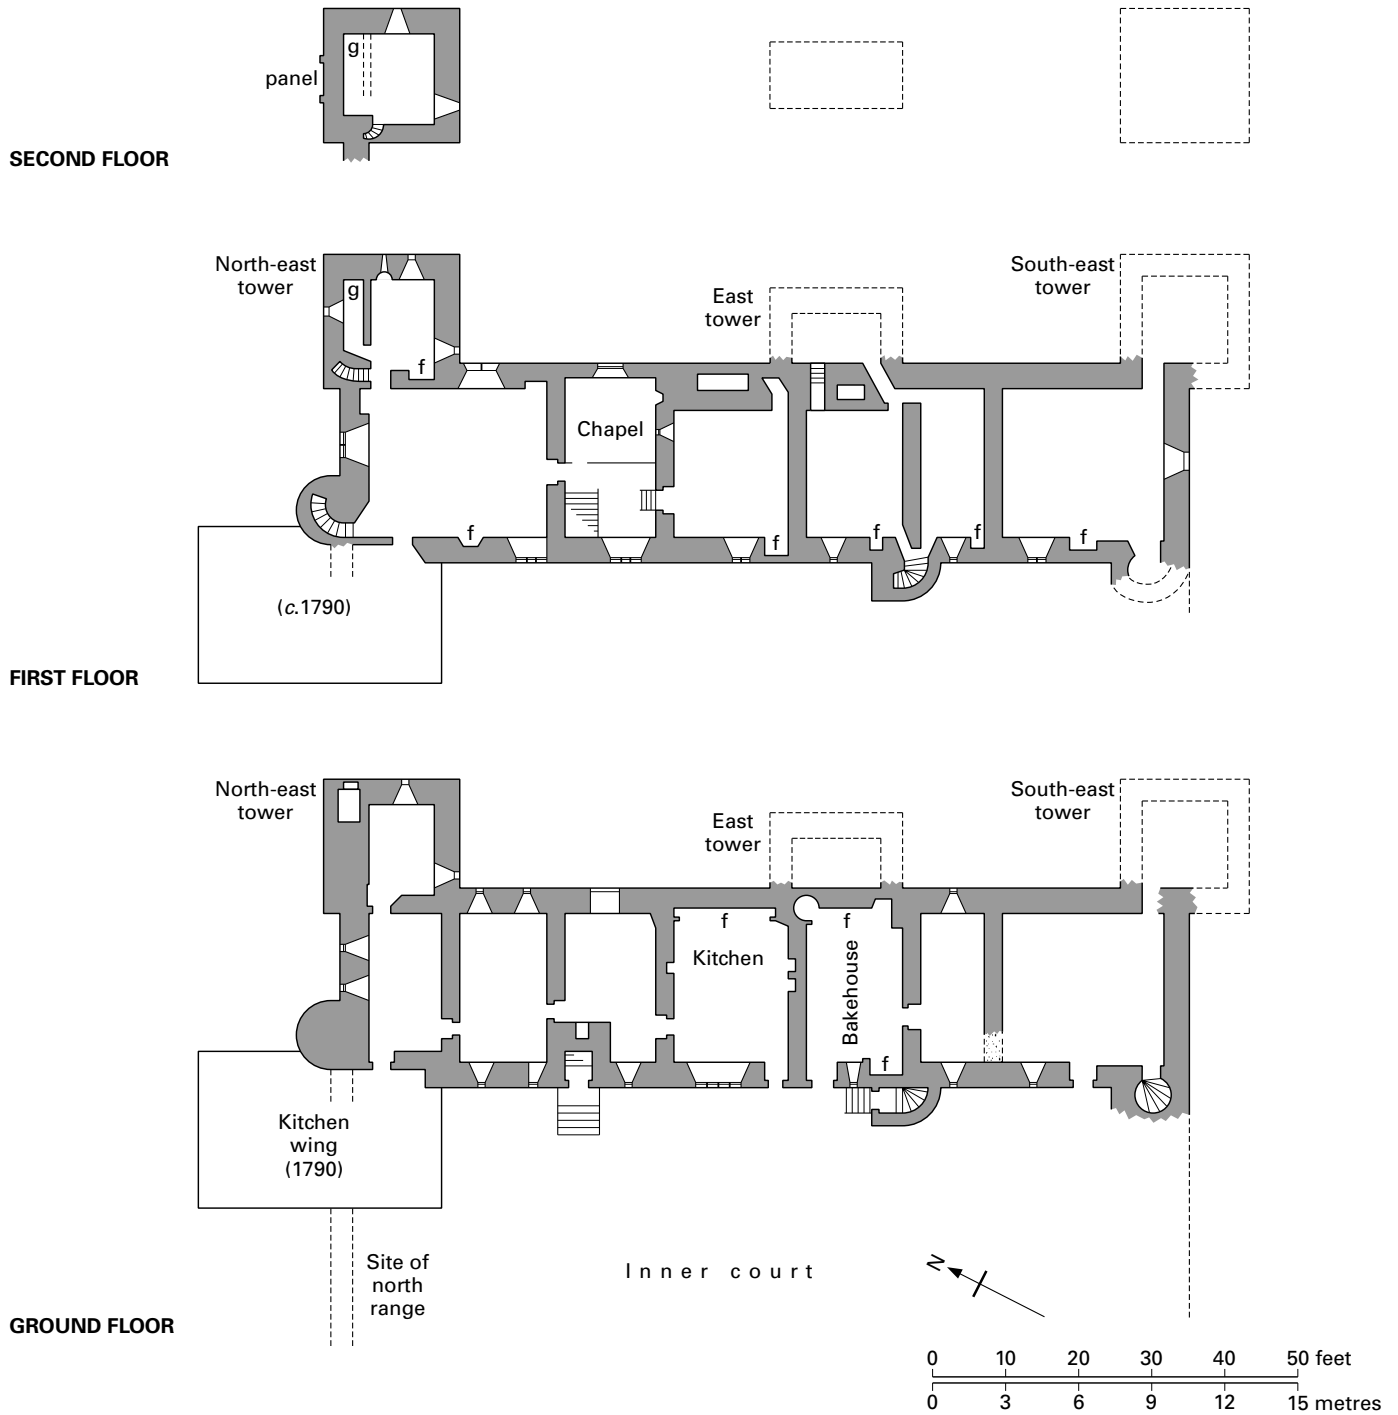 g
panel
SECOND FLOOR
North-east
tower
g
f
East
tower
South-east
tower
Chapel
f
f
f
f
f
(c.1790)
FIRST FLOOR
North-east
tower
East
tower
South-east
tower
f
f
Kitchen
Bakehouse
f
Kitchen
wing
(1790)
Site of
north
range
Inner court
N
GROUND FLOOR
0 10 20 30 40 50 feet
0 3 6 9 12 15 metres